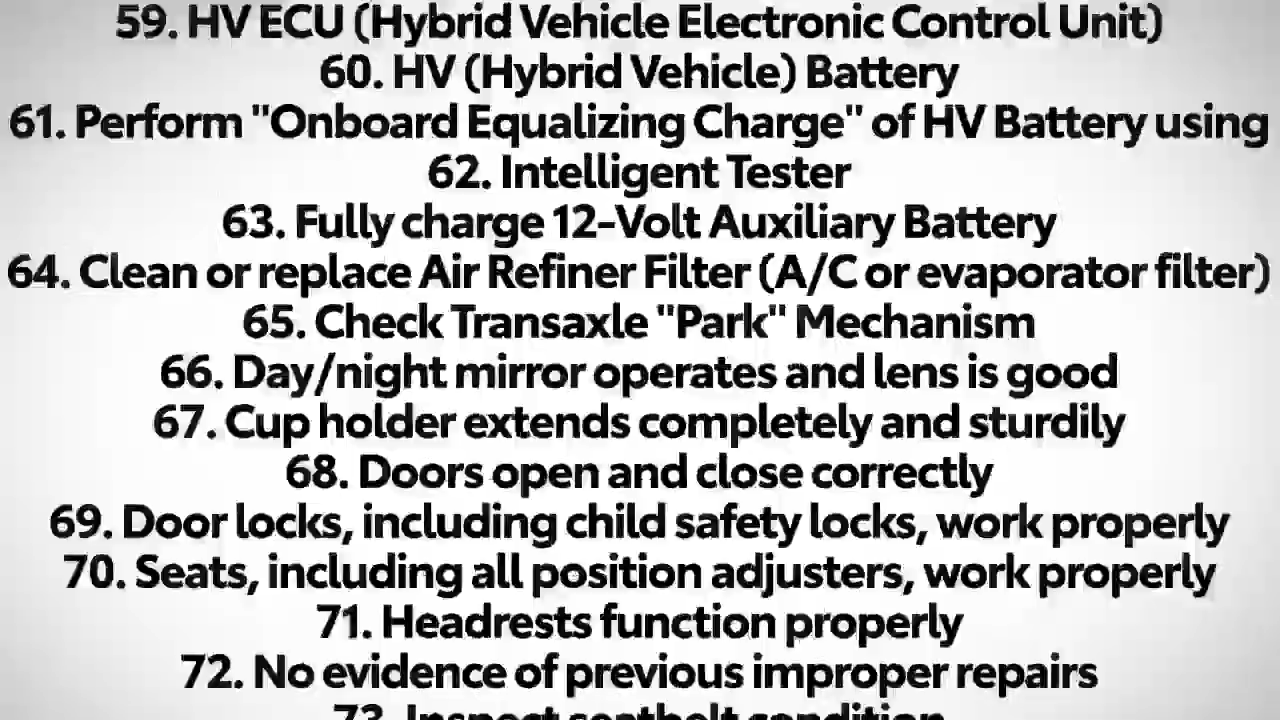 59. HV ECU (Hybrid Vehicle Electronic Control Unit)
60. HV (Hybrid Vehicle) Battery
61. Perform "Onboard Equalizing Charge" of HV Battery using
62. Intelligent Tester
63. Fully charge 12-Volt Auxiliary Battery
64. Clean or replace Air Refiner Filter (A/C or evaporator filter)
65. Check Transaxle "Park" Mechanism
66. Day/night mirror operates and lens is good
67. Cup holder extends completely and sturdily
68. Doors open and close correctly
69. Door locks, including child safety locks, work properly
70. Seats, including all position adjusters, work properly
71. Headrests function properly
72. No evidence of previous improper repairs
73. Inspect seatbelt condition